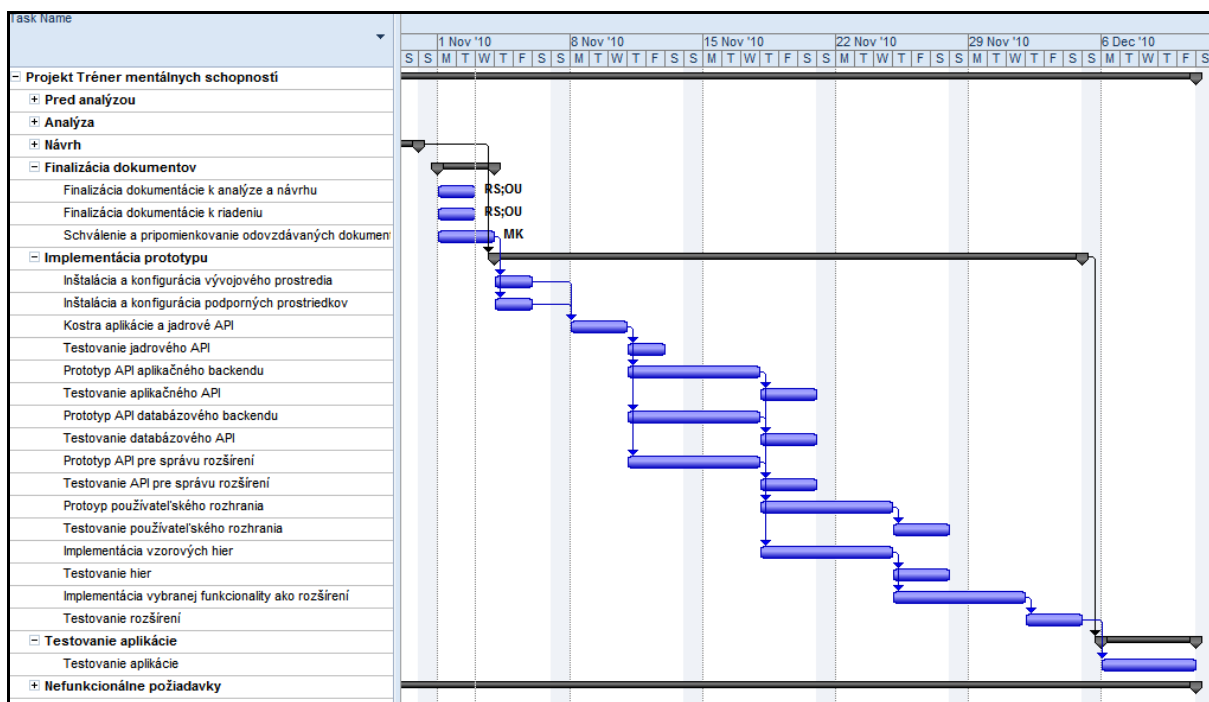 Task Name
1 Nov '10 8 Nov '10 15 Nov '10 22 Nov '10 29 Nov '10 6 Dec '10
S S M T W T F S S M T W T F S S M T W T F S S M T W T F S S M T W T F S S M T W T F S
Projekt Tréner mentálnych schopností
Pred analýzou
Analýza
Návrh
Finalizácia dokumentov
Finalizácia dokumentácie k analýze a návrhu RS;OU
Finalizácia dokumentácie k riadeniu RS;OU
Schválenie a pripomienkovanie odovzdávaných dokument MK
Implementácia prototypu
Inštalácia a konfigurácia vývojového prostredia
Inštalácia a konfigurácia podporných prostriedkov
Kostra aplikácie a jadrové API
Testovanie jadrového API
Prototyp API aplikačného backendu
Testovanie aplikačného API
Prototyp API databázového backendu
Testovanie databázového API
Prototyp API pre správu rozšírení
Testovanie API pre správu rozšírení
Protoyp používateľského rozhrania
Testovanie používateľského rozhrania
Implementácia vzorových hier
Testovanie hier
Implementácia vybranej funkcionality ako rozšírení
Testovanie rozšírení
Testovanie aplikácie
Testovanie aplikácie
Nefunkcionálne požiadavky